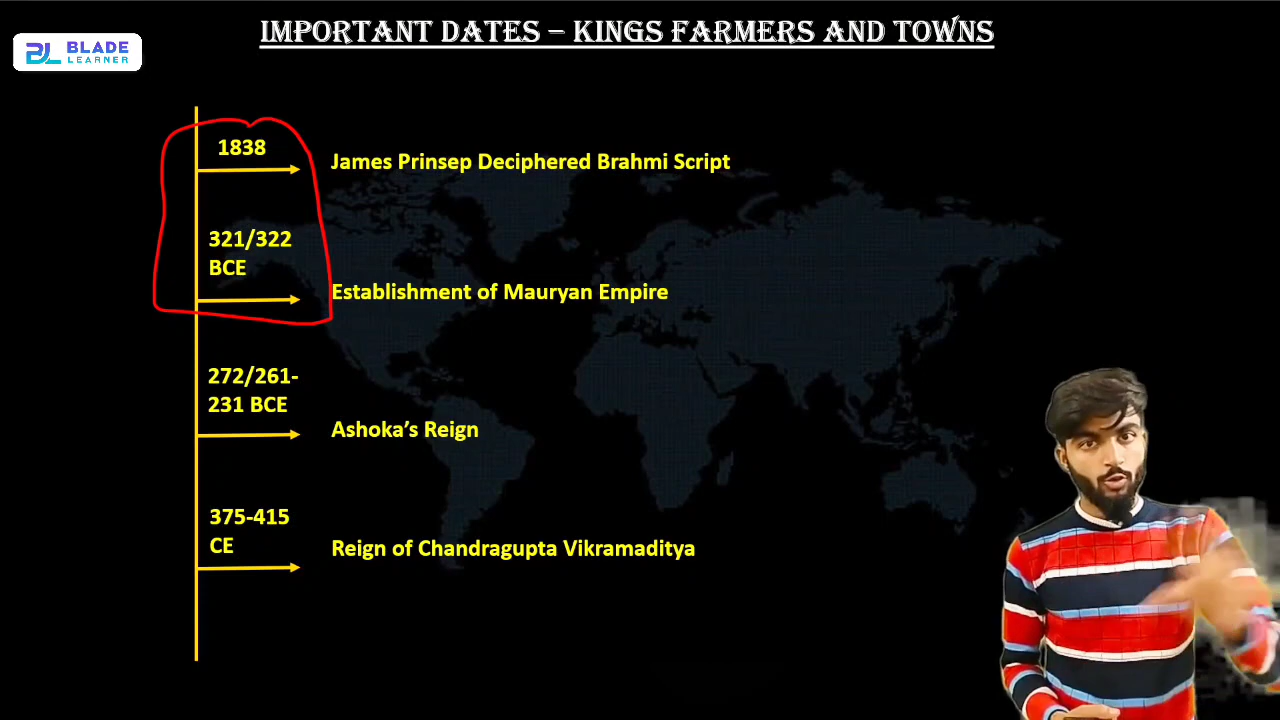 IMPORTANT DATES – KINGS FARMERS AND TOWNS
BLADE
LEARNER
1838
James Prinsep Deciphered Brahmi Script
321/322
BCE
Establishment of Mauryan Empire
272/261-
231 BCE
Ashoka’s Reign
375-415
CE
Reign of Chandragupta Vikramaditya